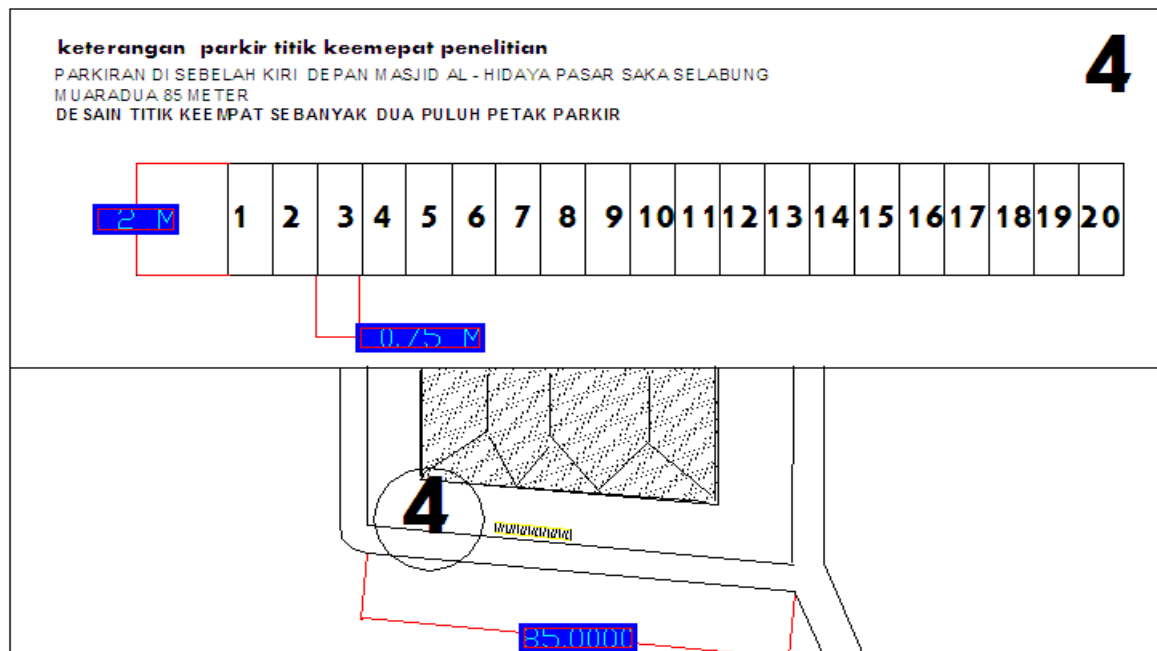 keterangan parkir titik keempat penelitian
4
PARKIRAN DI SEBELAH KIRI DEPAN MASJID AL - HIDAYA PASAR SAKA SELABUNG
MUARADUA 85 METER
DESAIN TITIK KEEMPAT SEBANYAK DUA PULUH PETAK PARKIR
2 M
1 2 3 4 5 6 7 8 9 10 11 12 13 14 15 16 17 18 19 20
0.75 M
4
85.0000